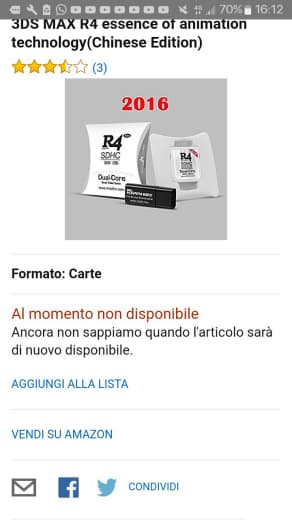 70% 16:12
3DS MAX R4 essence of animation
technology(Chinese Edition)
(3)
2016
R4
SDHC
Dual-Core
R4
Formato: Carte
Al momento non disponibile
Ancora non sappiamo quando l'articolo sarà
di nuovo disponibile.
AGGIUNGI ALLA LISTA
VENDI SU AMAZON
CONDIVIDI